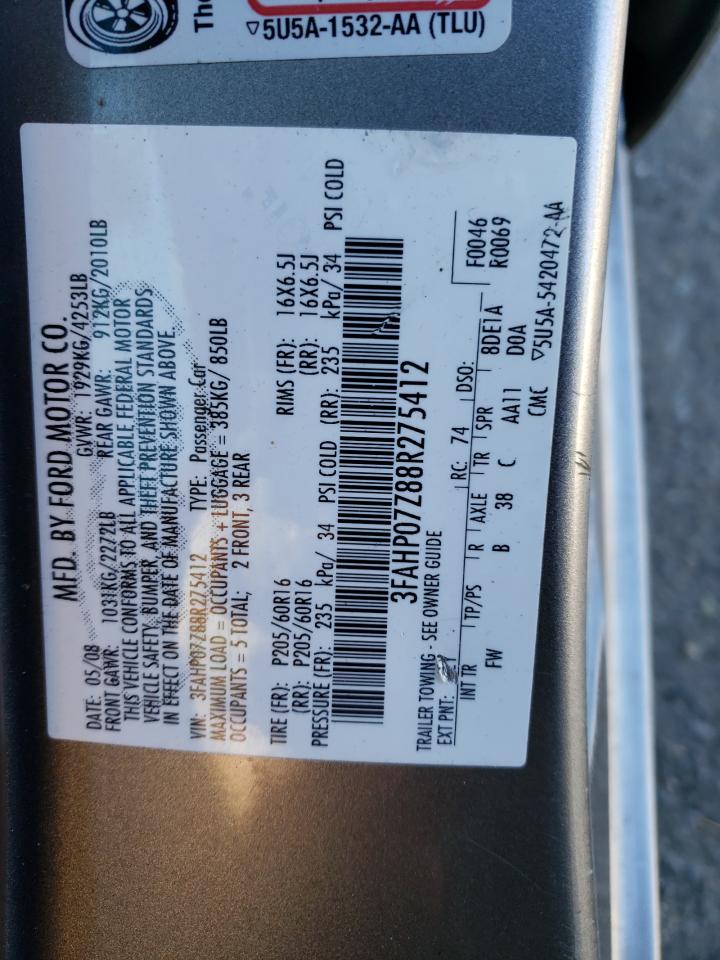 The
▽5U5A-1532-AA (TLU)
MFD. BY FORD MOTOR CO.
DATE: 05/08 GVWR: 1929KG/4253LB
FRONT GAWR: 1031KG/2272LB REAR GAWR: 912KG/2010LB
THIS VEHICLE CONFORMS TO ALL APPLICABLE FEDERAL MOTOR
VEHICLE SAFETY, BUMPER, AND THEFT PREVENTION STANDARDS
IN EFFECT ON THE DATE OF MANUFACTURE SHOWN ABOVE.
VIN: 3FAHP07Z88R275412 TYPE: Passenger Car
MAXIMUM LOAD = OCCUPANTS + LUGGAGE = 385KG/ 850LB
OCCUPANTS = 5 TOTAL; 2 FRONT, 3 REAR
TIRE (FR): P205/60R16 RIMS (FR): 16X6.5J
(RR): P205/60R16 (RR): 16X6.5J
PRESSURE (FR): 235 kPa/ 34 PSI COLD (RR): 235 kPa/ 34 PSI COLD
3FAHP07Z88R275412
TRAILER TOWING - SEE OWNER GUIDE
EXT PNT: RC: 74 DSO: F0046
R0069
INT TR TP/PS R AXLE TR SPR 8DE1A
FW B 38 C AA11 D0A
CMC ▽5U5A-5420472-AA